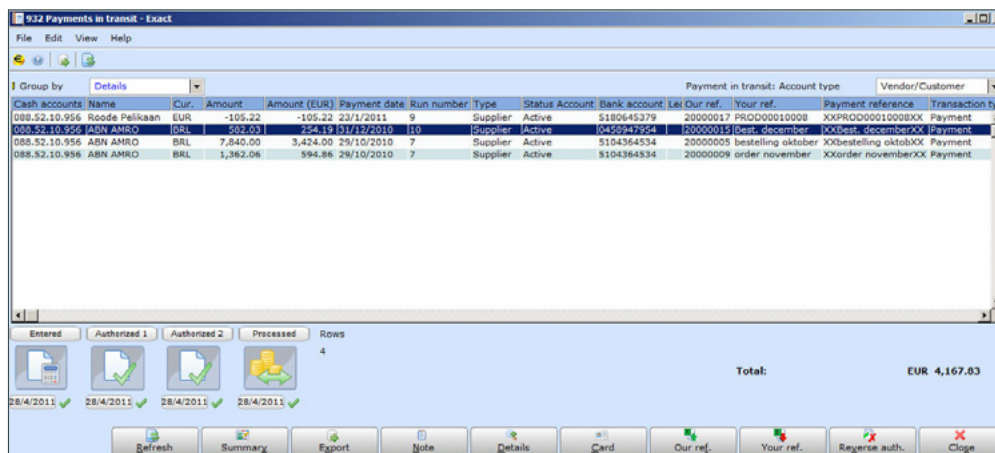 932 Payments in transit - Exact
File Edit View Help
Group by Details Payment in transit: Account type Vendor/Customer
Cash accounts Name Cur. Amount Amount (EUR) Payment date Run number Type Status Account Bank account Our ref. Your ref. Payment reference Transaction
088.52.10.956 Roode Pelikaan EUR -105.22 -105.22 23/1/2011 9 Supplier Active 5180645379 20000017 PROD00010008 XXPROD00010008XX Payment
088.52.10.956 ABN AMRO BRL 582.03 254.19 31/12/2010 10 Supplier Active 0458947954 20000015 Best. december XXBest. decemberXX Payment
088.52.10.956 ABN AMRO BRL 7,840.00 3,424.00 29/10/2010 7 Supplier Active 5104364534 20000005 bestelling oktober XXbestelling oktobXX Payment
088.52.10.956 ABN AMRO BRL 1,362.06 594.86 29/10/2010 7 Supplier Active 5104364534 20000009 order november XXorder novemberXX Payment
Entered Authorized 1 Authorized 2 Processed Rows
4
Total: EUR 4,167.83
28/4/2011 28/4/2011 28/4/2011 28/4/2011
Refresh Summary Export Note Details Card Our ref. Your ref. Reverse auth. Close